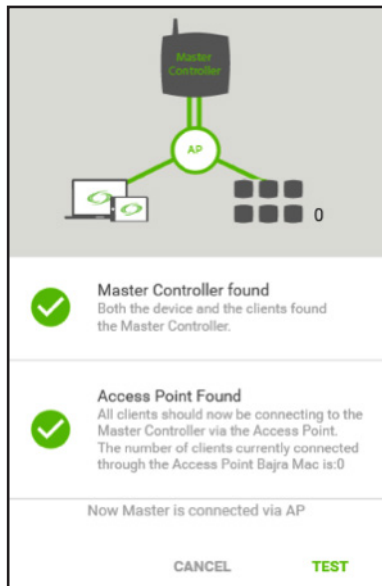 Master
Controller
AP
0
Master Controller found
Both the device and the clients found
the Master Controller.
Access Point Found
All clients should now be connecting to the
Master Controller via the Access Point.
The number of clients currently connected
through the Access Point Bajra Mac is:0
Now Master is connected via AP
CANCEL TEST